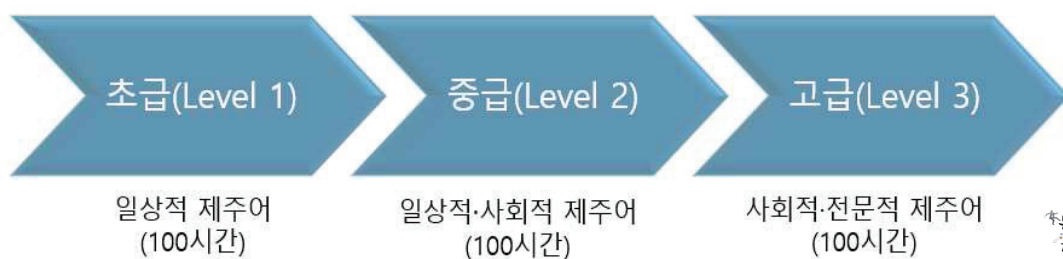 초급(Level 1)
중급(Level 2)
고급(Level 3)
일상적 제주어
(100시간)
일상적·사회적 제주어
(100시간)
사회적·전문적 제주어
(100시간)